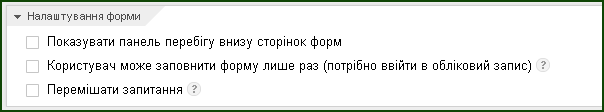 Налаштування форми
Показувати панель перебігу внизу сторінок форм
Користувач може заповнити форму лише раз (потрібно ввійти в обліковий запис) ?
Перемішати запитання ?